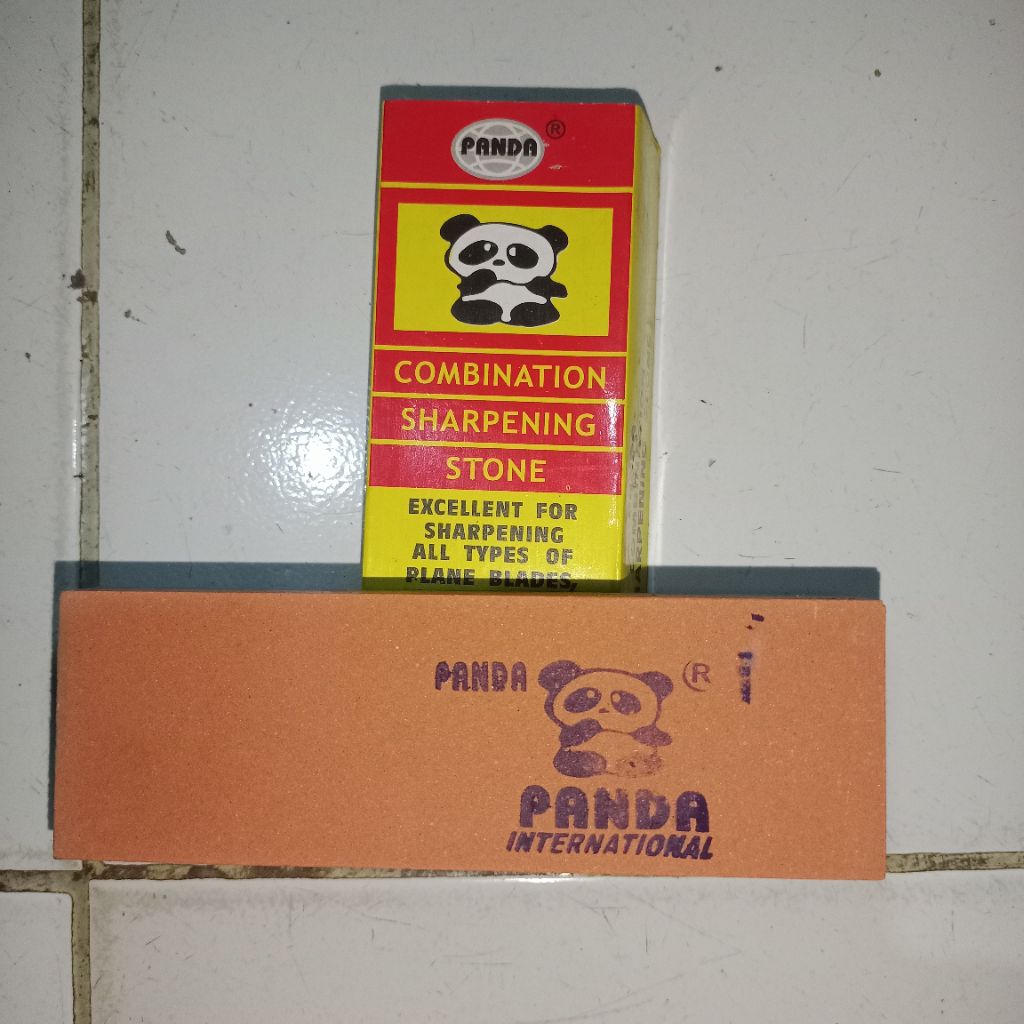 PANDA ®
COMBINATION
SHARPENING
STONE
EXCELLENT FOR
SHARPENING
ALL TYPES OF
PLANE BLADES,
PANDA ®
PANDA
INTERNATIONAL